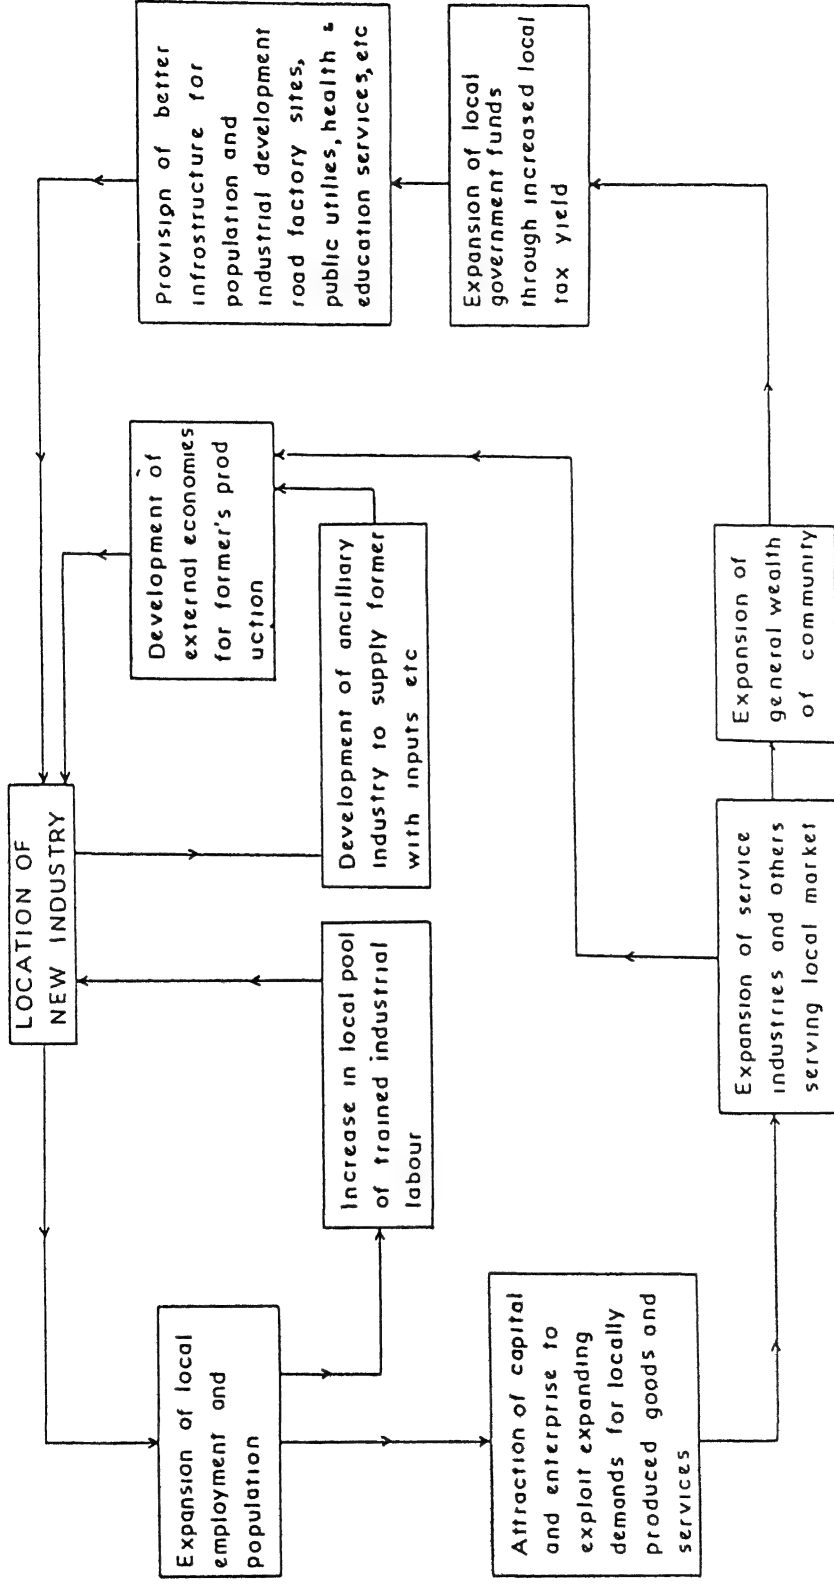 LOCATION OF
NEW INDUSTRY
Expansion of local
employment and
population
Increase in local pool
of trained industrial
labour
Development of ancilliary
industry to supply former
with inputs etc
Development of
external economies
for former's prod
uction
Provision of better
infrostructure for
population and
industrial development
road factory sites,
public utilies, health &
education services, etc
Attraction of capital
and enterprise to
exploit expanding
demands for locally
produced goods and
services
Expansion of service
industries and others
serving local market
Expansion of
general wealth
of community
Expansion of local
government funds
through increased local
tax yield